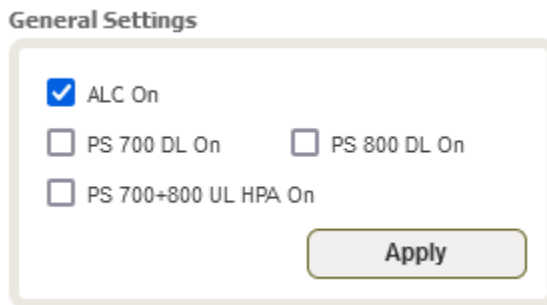 General Settings
ALC On
PS 700 DL On PS 800 DL On
PS 700+800 UL HPA On
Apply